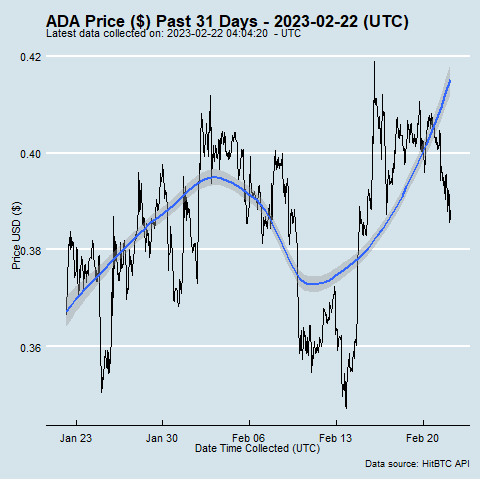 ADA Price ($) Past 31 Days - 2023-02-22 (UTC)
Latest data collected on: 2023-02-22 04:04:20 - UTC
0.42
0.40
0.38
0.36
Price USD ($)
Jan 23
Jan 30
Feb 06
Feb 13
Feb 20
Date Time Collected (UTC)
Data source: HitBTC API